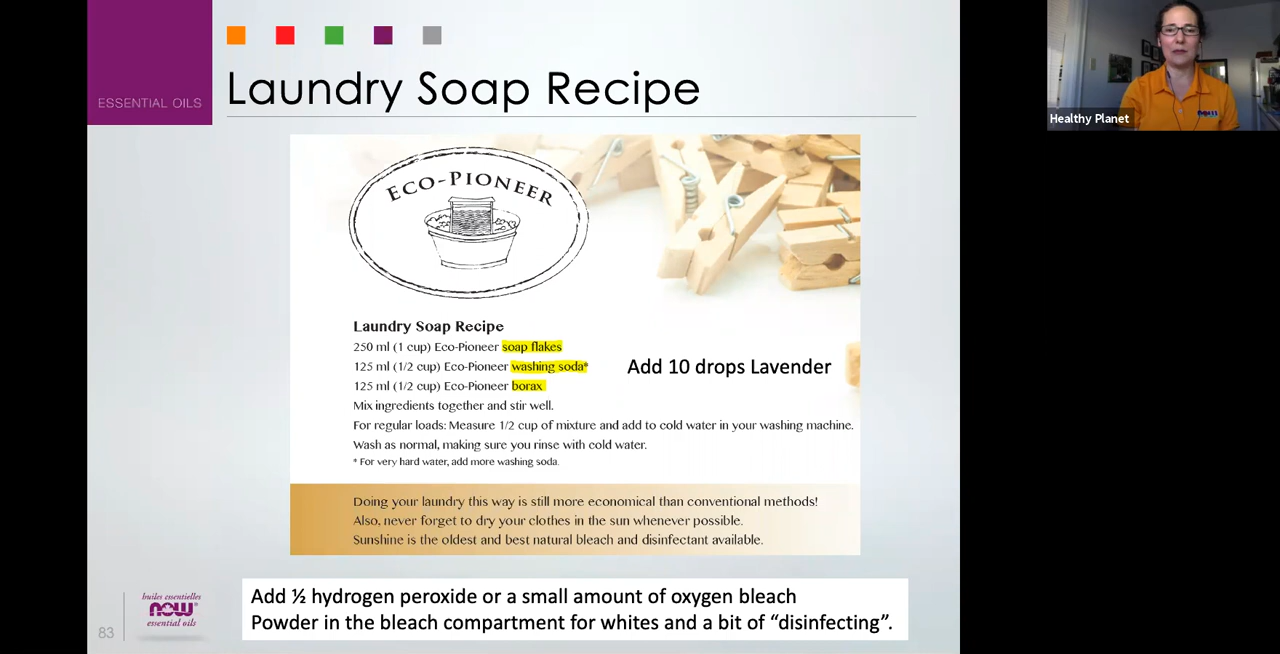 ESSENTIAL OILS
Laundry Soap Recipe
ECO-PIONEER
Laundry Soap Recipe
250 ml (1 cup) Eco-Pioneer soap flakes
125 ml (1/2 cup) Eco-Pioneer washing soda*
125 ml (1/2 cup) Eco-Pioneer borax
Add 10 drops Lavender
Mix ingredients together and stir well.
For regular loads: Measure 1/2 cup of mixture and add to cold water in your washing machine.
Wash as normal, making sure you rinse with cold water.
* For very hard water, add more washing soda.
Doing your laundry this way is still more economical than conventional methods!
Also, never forget to dry your clothes in the sun whenever possible.
Sunshine is the oldest and best natural bleach and disinfectant available.
Add ½ hydrogen peroxide or a small amount of oxygen bleach
Powder in the bleach compartment for whites and a bit of “disinfecting”.
83
huiles essentielles
NOW®
essential oils
Healthy Planet